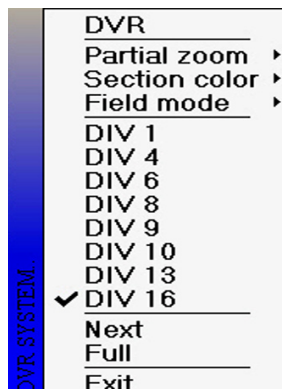 DVR
Partial zoom
Section color
Field mode
DIV 1
DIV 4
DIV 6
DIV 8
DIV 9
DIV 10
DIV 13
DIV 16
Next
Full
Exit
DVR SYSTEM.